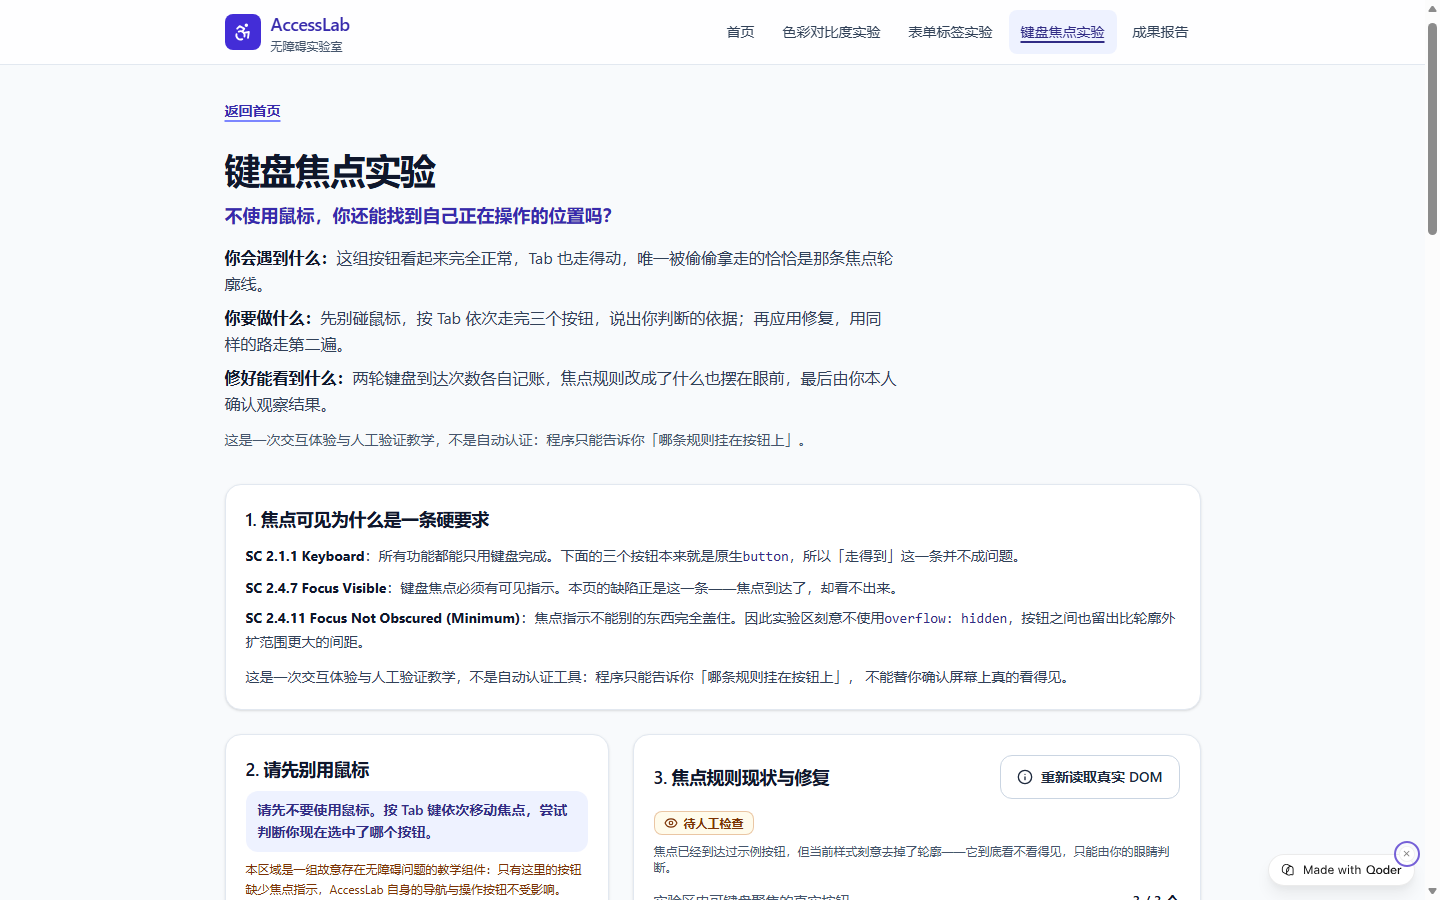 AccessLab
无障碍实验室
首页
色彩对比度实验
表单标签实验
键盘焦点实验
成果报告
返回首页
键盘焦点实验
不使用鼠标，你还能找到自己正在操作的位置吗？
你会遇到什么：这组按钮看起来完全正常，Tab 也走得动，唯一被偷偷拿走的恰恰是那条焦点轮
廓线。
你要做什么：先别碰鼠标，按 Tab 依次走完三个按钮，说出你判断的依据；再应用修复，用同
样的路走第二遍。
修好能看到什么：两轮键盘到达次数各自记账，焦点规则改成了什么也摆在眼前，最后由你本人
确认观察结果。
这是一次交互体验与人工验证教学，不是自动认证：程序只能告诉你「哪条规则挂在按钮上」。
1. 焦点可见为什么是一条硬要求
SC 2.1.1 Keyboard：所有功能都能只用键盘完成。下面的三个按钮本来就是原生button，所以「走得到」这一条并不成问题。
SC 2.4.7 Focus Visible：键盘焦点必须有可见指示。本页的缺陷正是这一条——焦点到达了，却看不出来。
SC 2.4.11 Focus Not Obscured (Minimum)：焦点指示不能被别的东西完全盖住。因此实验区刻意不使用overflow: hidden，按钮之间也留出比轮廓外
扩范围更大的间距。
这是一次交互体验与人工验证教学，不是自动认证工具：程序只能告诉你「哪条规则挂在按钮上」， 不能替你确认屏幕上真的看得见。
2. 请先别用鼠标
请先不要使用鼠标。按 Tab 键依次移动焦点，尝试
判断你现在选中了哪个按钮。
本区域是一组故意存在无障碍问题的教学组件：只有这里的按钮
缺少焦点指示，AccessLab 自身的导航与操作按钮不受影响。
3. 焦点规则现状与修复
重新读取真实 DOM
待人工检查
焦点已经到达过示例按钮，但当前样式刻意去掉了轮廓——它到底看不看得见，只能由你的眼睛判
断。
实验区内可键盘聚焦的真实按钮
3 / 3 个
Made with Qoder